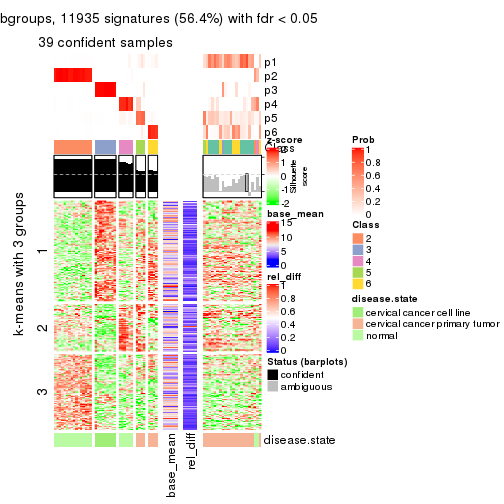 bgroups, 11935 signatures (56.4%) with fdr < 0.05
39 confident samples
p1
p2
p3
p4
p5
p6
Class
Silhouette
score
k-means with 3 groups
1
2
3
base_mean
rel_diff
disease.state
z-score
2
1
0
-1
-2
base_mean
15
10
5
0
rel_diff
1
0.8
0.6
0.4
0.2
0
Status (barplots)
confident
ambiguous
Prob
1
0.8
0.6
0.4
0.2
0
Class
2
3
4
5
6
disease.state
cervical cancer cell line
cervical cancer primary tumor
normal